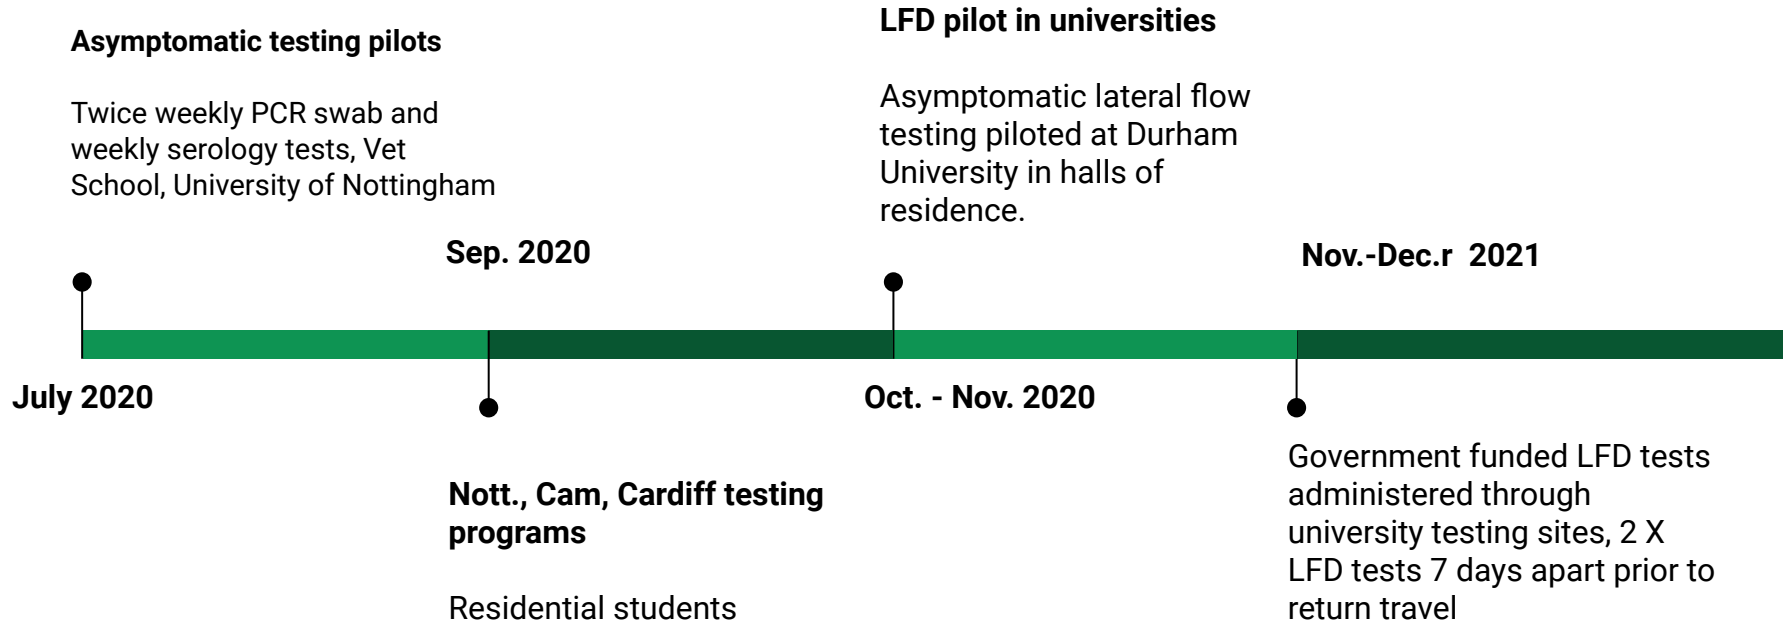 Asymptomatic testing pilots
Twice weekly PCR swab and
weekly serology tests, Vet
School, University of Nottingham
July 2020
Sep. 2020
Nott., Cam, Cardiff testing
programs
Residential students
LFD pilot in universities
Asymptomatic lateral flow
testing piloted at Durham
University in halls of
residence.
Oct. - Nov. 2020
Nov.-Dec.r  2021
Government funded LFD tests
administered through
university testing sites, 2 X
LFD tests 7 days apart prior to
return travel